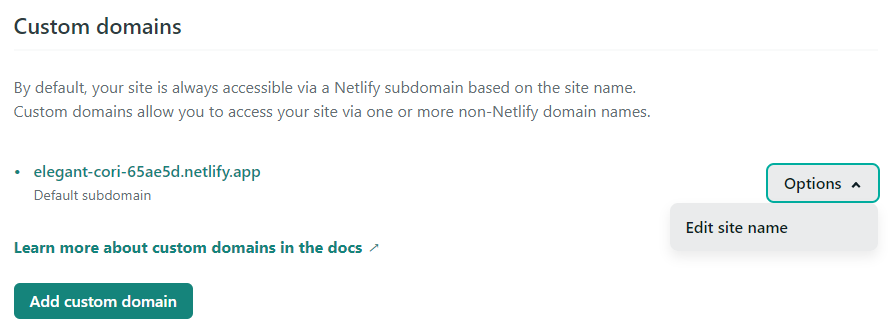 Custom domains
By default, your site is always accessible via a Netlify subdomain based on the site name.
Custom domains allow you to access your site via one or more non-Netlify domain names.
• elegant-cori-65ae5d.netlify.app
Default subdomain
Options
Edit site name
Learn more about custom domains in the docs ↗
Add custom domain